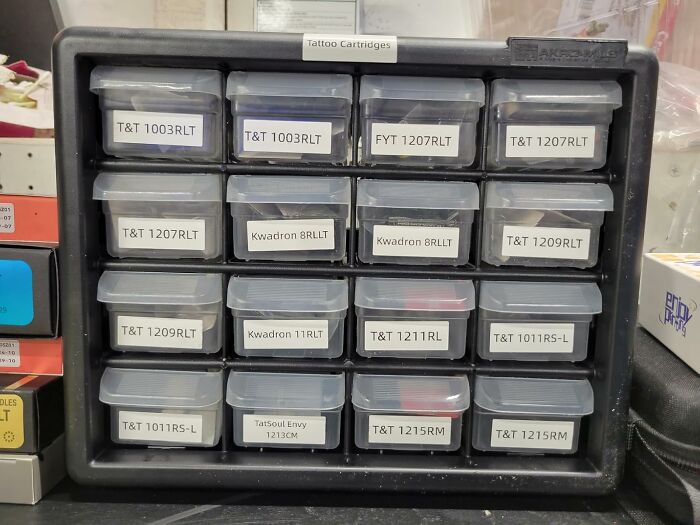 Tattoo Cartridges
AKRO-MILS
T&T 1003RLT
T&T 1003RLT
FYT 1207RLT
T&T 1207RLT
T&T 1207RLT
Kwadron 8RLLT
Kwadron 8RLLT
T&T 1209RLT
T&T 1209RLT
Kwadron 11RLT
T&T 1211RL
T&T 1011RS-L
T&T 1011RS-L
TatSoul Envy
1213CM
T&T 1215RM
T&T 1215RM
enjoy